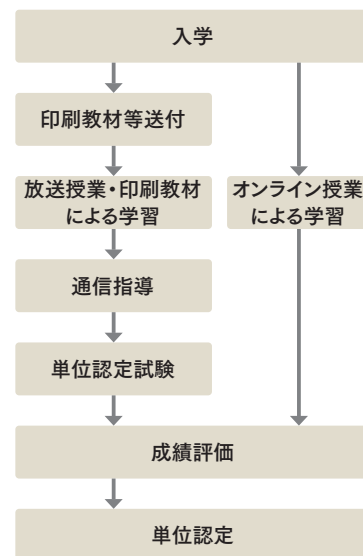 入学
印刷教材等送付
放送授業・印刷教材
による学習
オンライン授業
による学習
通信指導
単位認定試験
成績評価
単位認定